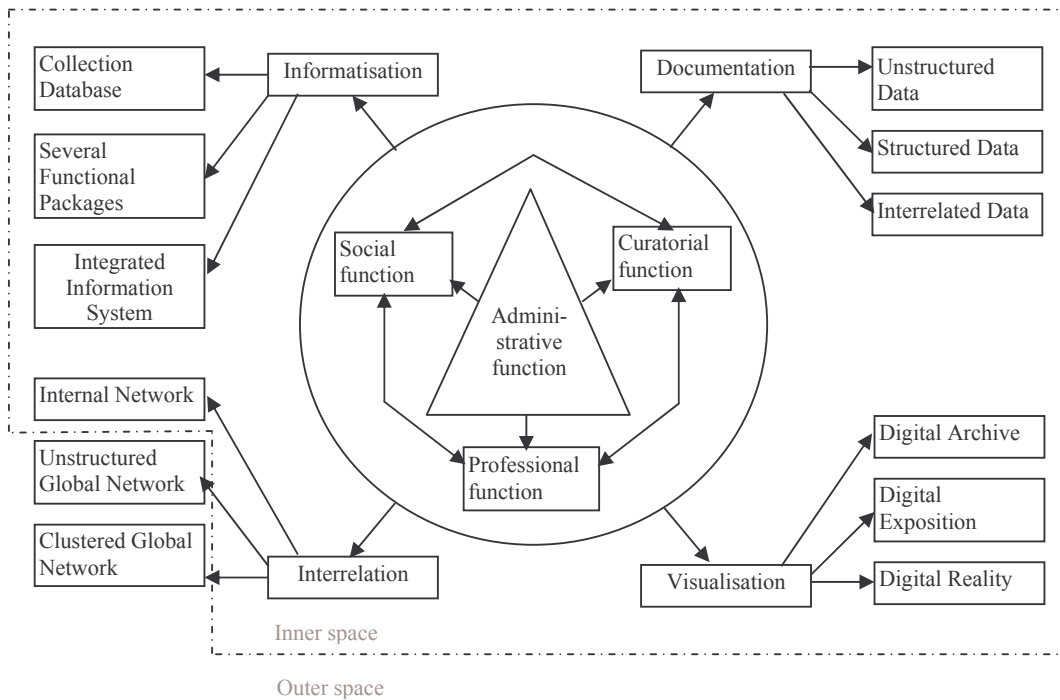 Informatisation
Collection
Database
Several
Functional
Packages
Integrated
Information
System
Documentation
Unstructured
Data
Structured Data
Interrelated Data
Social
function
Curatorial
function
Admini-
strative
function
Professional
function
Internal Network
Unstructured
Global Network
Clustered Global
Network
Interrelation
Visualisation
Digital Archive
Digital
Exposition
Digital Reality
Inner space
Outer space